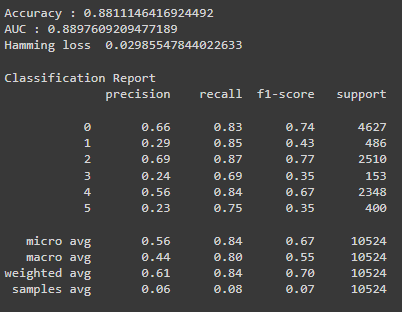 Accuracy : 0.8811146416924492
AUC : 0.8897609209477189
Hamming loss  0.02985547844022633
Classification Report
precision recall f1-score support
0 0.66 0.83 0.74 4627
1 0.29 0.85 0.43 486
2 0.69 0.87 0.77 2510
3 0.24 0.69 0.35 153
4 0.56 0.84 0.67 2348
5 0.23 0.75 0.35 400
micro avg 0.56 0.84 0.67 10524
macro avg 0.44 0.80 0.55 10524
weighted avg 0.61 0.84 0.70 10524
samples avg 0.06 0.08 0.07 10524